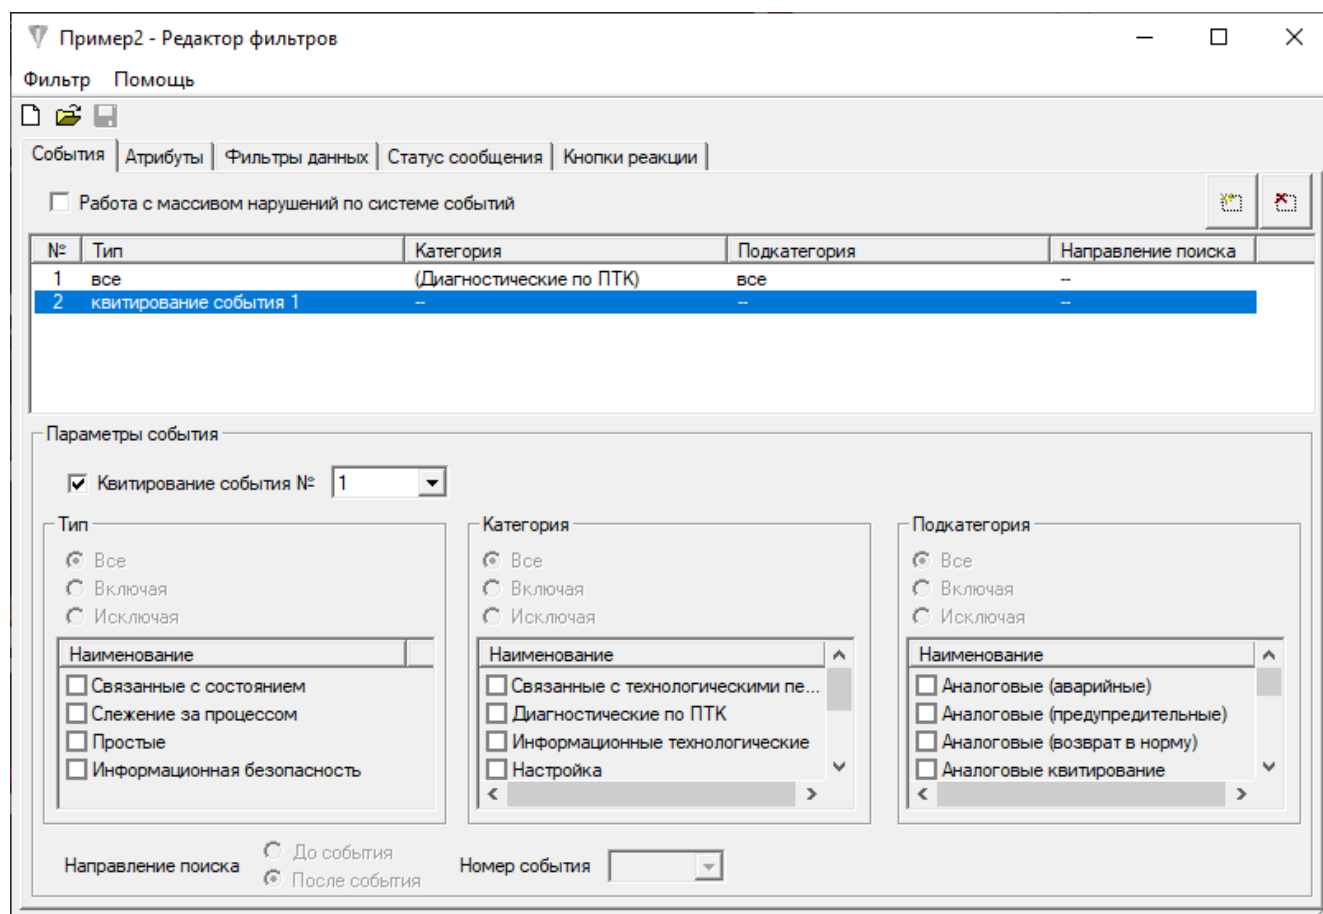 Пример2 - Редактор фильтров
Фильтр Помощь
События Атрибуты Фильтры данных Статус сообщения Кнопки реакции
Работа с массивом нарушений по системе событий
№ Тип Категория Подкатегория Направление поиска
1 все (Диагностические по ПТК) все --
2 квитирование события 1 -- -- --
Параметры события
Квитирование события № 1
Тип Категория Подкатегория
Все Все Все
Включая Включая Включая
Исключая Исключая Исключая
Наименование Наименование Наименование
Связанные с состоянием Связанные с технологическими пе... Аналоговые (аварийные)
Слежение за процессом Диагностические по ПТК Аналоговые (предупредительные)
Простые Информационные технологические Аналоговые (возврат в норму)
Информационная безопасность Настройка Аналоговые квитирование
До события
Направление поиска Номер события
После события